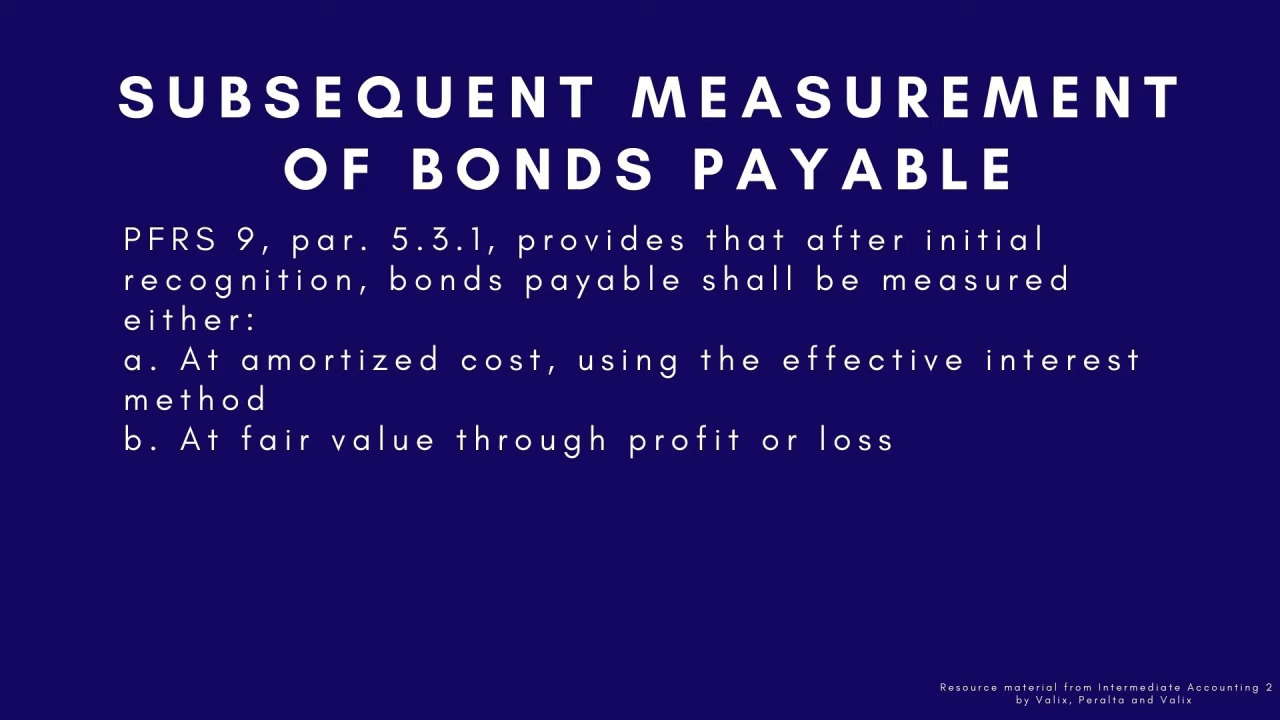 SUBSEQUENT MEASUREMENT
OF BONDS PAYABLE
PFRS 9, par. 5.3.1, provides that after initial
recognition, bonds payable shall be measured
either:
a. At amortized cost, using the effective interest
method
b. At fair value through profit or loss
Resource material from Intermediate Accounting 2
by Valix, Peralta and Valix